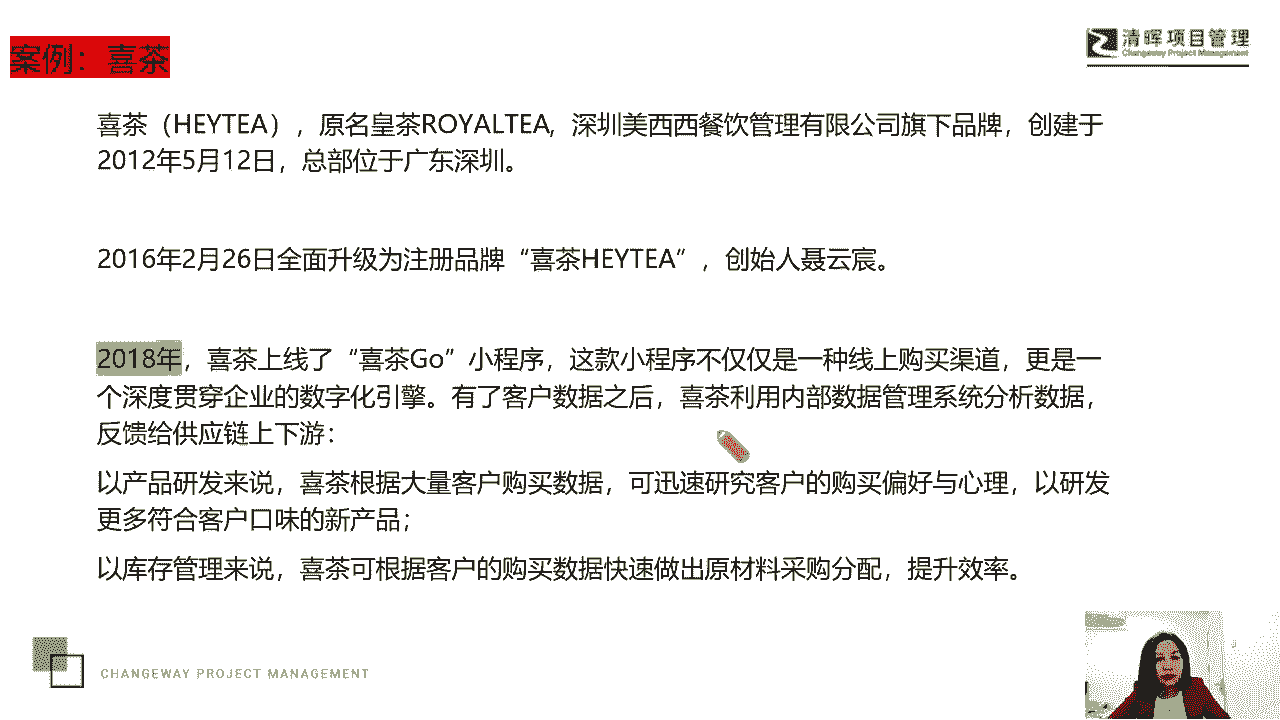 案例：喜茶
清晖项目管理
Changeway Project Management
喜茶（HEYTEA），原名皇茶ROYALTEA，深圳美西西餐饮管理有限公司旗下品牌，创建于
2012年5月12日，总部位于广东深圳。
2016年2月26日全面升级为注册品牌“喜茶HEYTEA”，创始人聂云宸。
2018年，喜茶上线了“喜茶Go”小程序，这款小程序不仅仅是一种线上购买渠道，更是一
个深度贯穿企业的数字化引擎。有了客户数据之后，喜茶利用内部数据管理系统分析数据，
反馈给供应链上下游：
以产品研发来说，喜茶根据大量客户购买数据，可迅速研究客户的购买偏好与心理，以研发
更多符合客户口味的新产品；
以库存管理来说，喜茶可根据客户的购买数据快速做出原材料采购分配，提升效率。
CHANGEWAY PROJECT MANAGEMENT